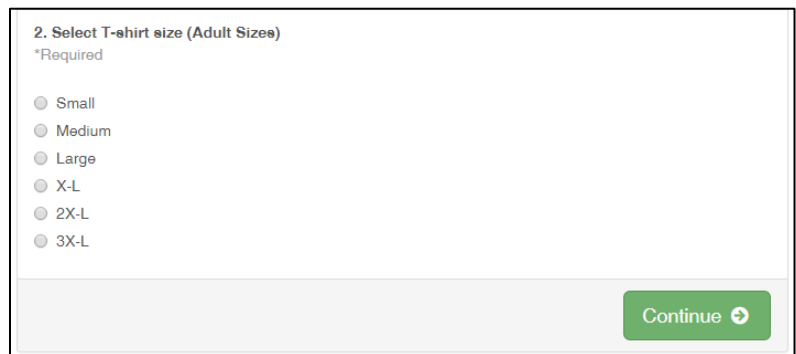 2. Select T-shirt size (Adult Sizes)
*Required
Small
Medium
Large
X-L
2X-L
3X-L
Continue